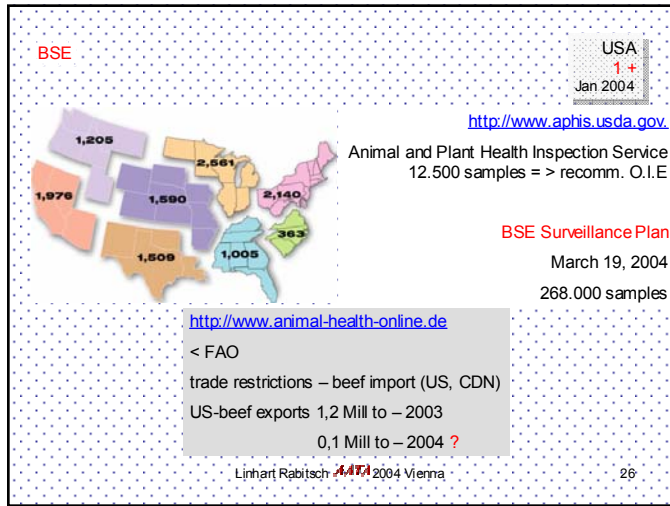 BSE
USA
1 +
Jan 2004
http://www.aphis.usda.gov.
Animal and Plant Health Inspection Service
12.500 samples = > recomm. O.I.E
1,205
2,561
1,976
1,590
2,140
363
1,509
1,005
BSE Surveillance Plan
March 19, 2004
268.000 samples
http://www.animal-health-online.de
< FAO
trade restrictions – beef import (US, CDN)
US-beef exports 1,2 Mill to – 2003
0,1 Mill to – 2004 ?
Linhart Rabitsch 2004 Vienna
26